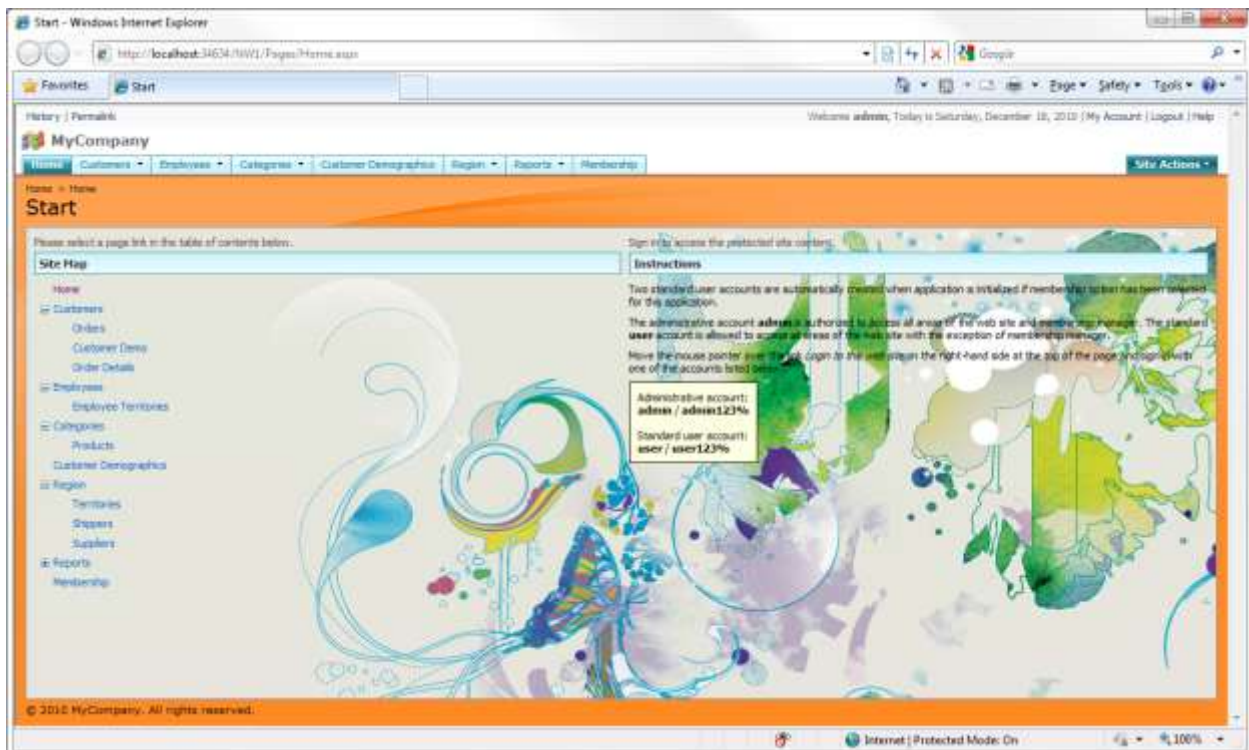 Start - Windows Internet Explorer
http://localhost:34634/NW1/Pages/Home.aspx
Google
Favorites Start
Page Safety Tools
History | Permalink
Welcome admin, Today is Saturday, December 18, 2010 | My Account | Logout | Help
MyCompany
Home Customers Employees Categories Customer Demographics Region Reports Membership Site Actions
Home > Home
Start
Please select a page link in the table of contents below.
Site Map
Home
Customers
Orders
Customer Demo
Order Details
Employees
Employee Territories
Categories
Products
Customer Demographics
Region
Territories
Shippers
Suppliers
Reports
Membership
Sign in to access the protected site content.
Instructions
Two standard user accounts are automatically created when application is initialized if membership option has been selected
for this application.
The administrative account admin is authorized to access all areas of the web site and membership manager. The standard
user account is allowed to access all areas of the web site with the exception of membership manager.
Move the mouse pointer over the link Login to this web site on the right-hand side at the top of the page and sign in with
one of the accounts listed below.
Administrative account:
admin / admin123%
Standard user account:
user / user123%
© 2010 MyCompany. All rights reserved.
Internet | Protected Mode: On
100%